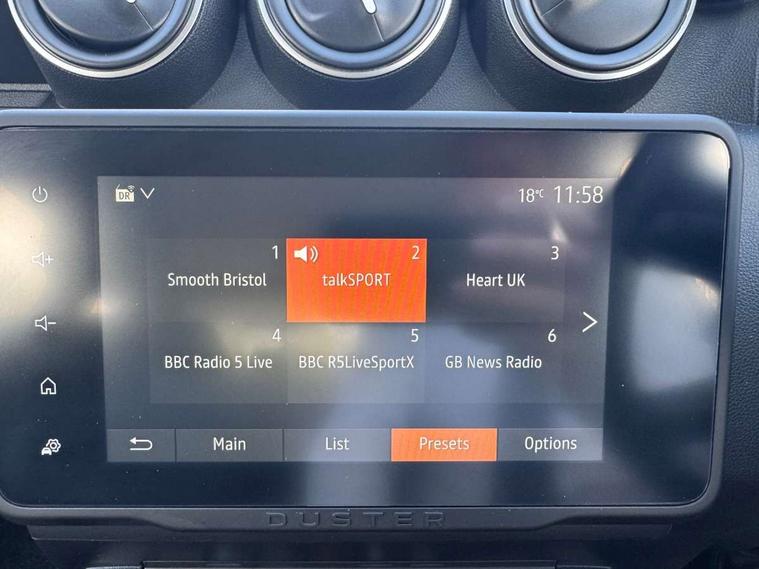 DR
18°C 11:58
1 2 3
Smooth Bristol talkSPORT Heart UK
4 5 6
BBC Radio 5 Live BBC R5LiveSportX GB News Radio
Main List Presets Options
DUSTER